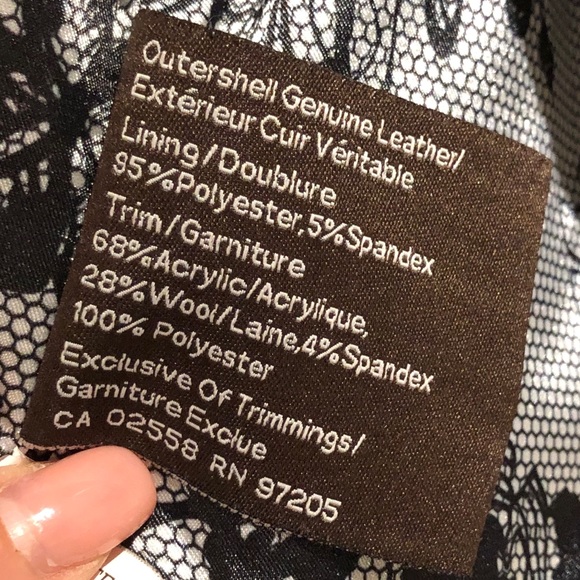 Outershell Genuine Leather/
Extérieur Cuir Véritable
Lining/Doublure
95%Polyester,5%Spandex
Trim/Garniture
68%Acrylic/Acrylique,
28%Wool/Laine,4%Spandex
100% Polyester
Exclusive Of Trimmings/
Garniture Exclue
CA 02558 RN 97205